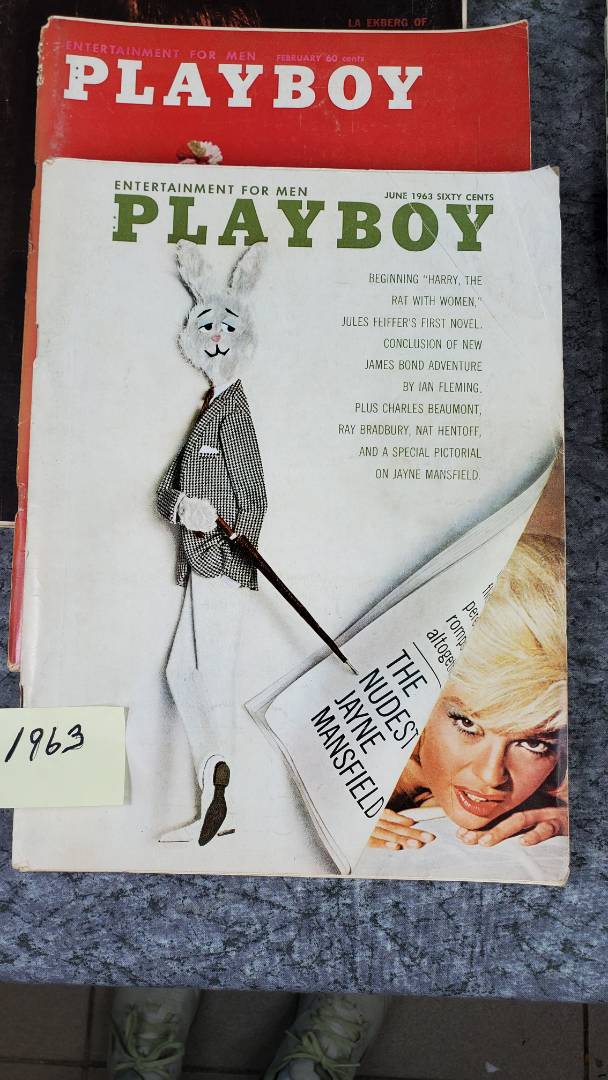 LA EKBERG OF
ENTERTAINMENT FOR MEN FEBRUARY 60 cents
PLAYBOY
ENTERTAINMENT FOR MEN JUNE 1963 SIXTY CENTS
PLAYBOY
BEGINNING "HARRY, THE
RAT WITH WOMEN,"
JULES FEIFFER'S FIRST NOVEL.
CONCLUSION OF NEW
JAMES BOND ADVENTURE
BY IAN FLEMING.
PLUS CHARLES BEAUMONT,
RAY BRADBURY, NAT HENTOFF,
AND A SPECIAL PICTORIAL
ON JAYNE MANSFIELD.
romp
altoge
THE
NUDEST
JAYNE
MANSFIELD
1963